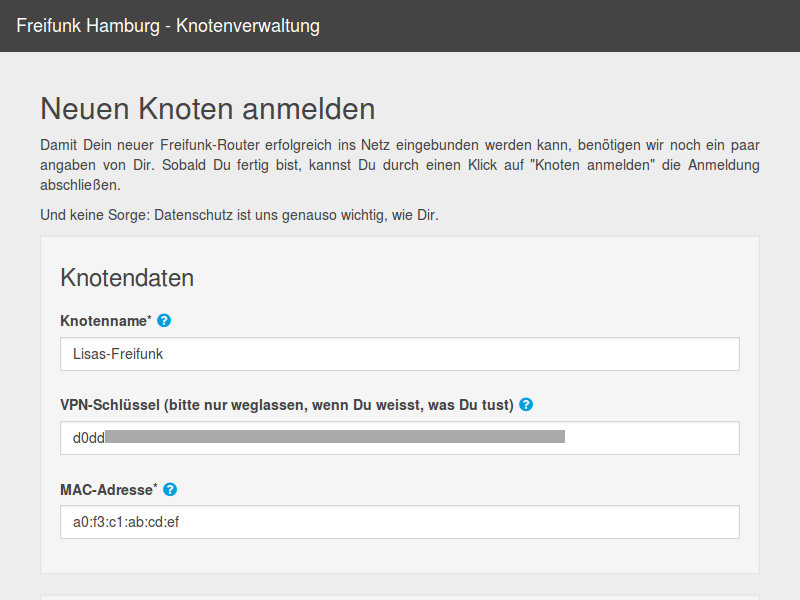 Freifunk Hamburg - Knotenverwaltung
Neuen Knoten anmelden
Damit Dein neuer Freifunk-Router erfolgreich ins Netz eingebunden werden kann, benötigen wir noch ein paar
angaben von Dir. Sobald Du fertig bist, kannst Du durch einen Klick auf "Knoten anmelden" die Anmeldung
abschließen.
Und keine Sorge: Datenschutz ist uns genauso wichtig, wie Dir.
Knotendaten
Knotenname* ?
Lisas-Freifunk
VPN-Schlüssel (bitte nur weglassen, wenn Du weisst, was Du tust) ?
d0dd
MAC-Adresse* ?
a0:f3:c1:ab:cd:ef